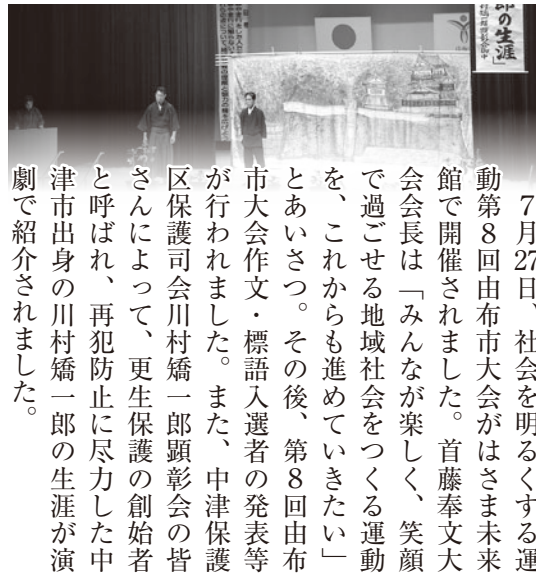 郎の生涯」
7月27日、社会を明るくする運
動第8回由布市大会がはさま未来
館で開催されました。首藤奉文大
会会長は「みんなが楽しく、笑顔
で過ごせる地域社会をつくる運動
を、これからも進めていきたい」
とあいさつ。その後、第8回由布
市大会作文・標語入選者の発表等
が行われました。また、中津保護
区保護司会川村矯一郎顕彰会の皆
さんによって、更生保護の創始者
と呼ばれ、再犯防止に尽力した中
津市出身の川村矯一郎の生涯が演
劇で紹介されました。